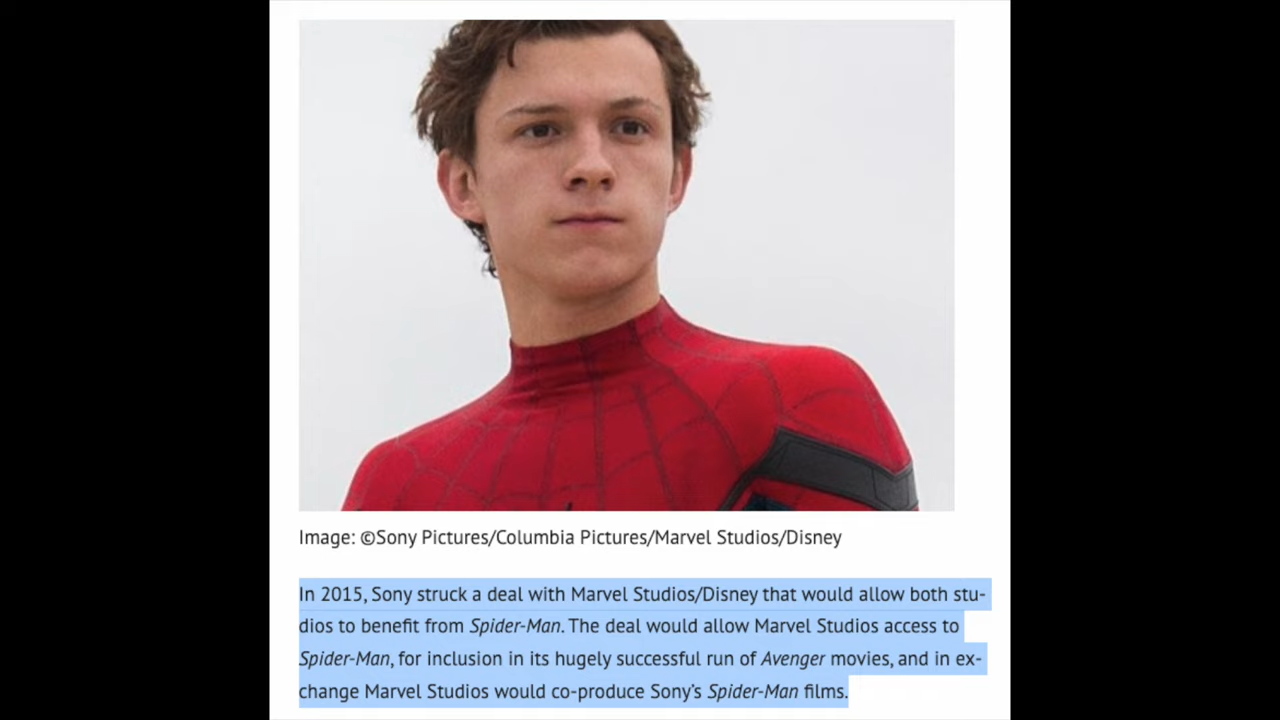 Image: ©Sony Pictures/Columbia Pictures/Marvel Studios/Disney
In 2015, Sony struck a deal with Marvel Studios/Disney that would allow both stu-
dios to benefit from Spider-Man. The deal would allow Marvel Studios access to
Spider-Man, for inclusion in its hugely successful run of Avenger movies, and in ex-
change Marvel Studios would co-produce Sony’s Spider-Man films.